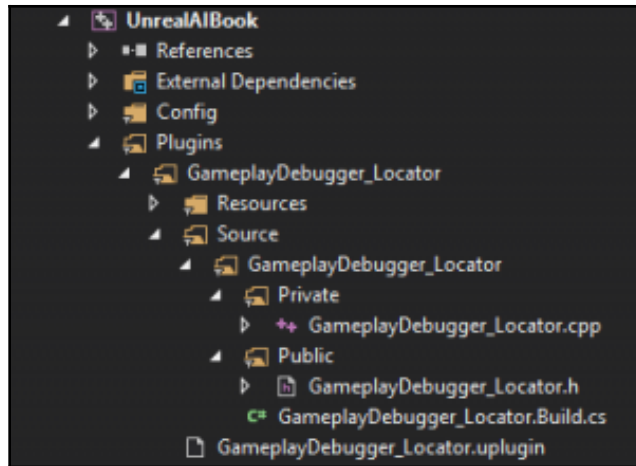 UnrealAIBook
References
External Dependencies
Config
Plugins
GameplayDebugger_Locator
Resources
Source
GameplayDebugger_Locator
Private
++ GameplayDebugger_Locator.cpp
Public
h GameplayDebugger_Locator.h
C# GameplayDebugger_Locator.Build.cs
GameplayDebugger_Locator.uplugin